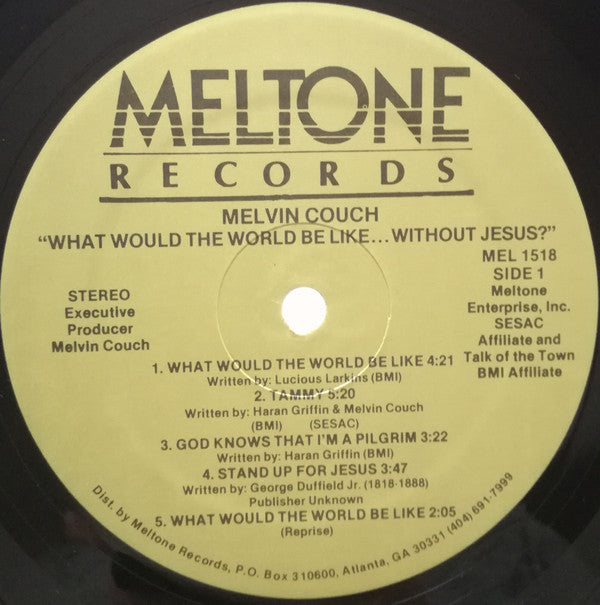 MELTONE
RECORDS
MELVIN COUCH
“WHAT WOULD THE WORLD BE LIKE...WITHOUT JESUS?”
MEL 1518
SIDE 1
Meltone
Enterprise, Inc.
SESAC
Affiliate and
Talk of the Town
BMI Affiliate
STEREO
Executive
Producer
Melvin Couch
1. WHAT WOULD THE WORLD BE LIKE 4:21
Written by: Lucious Larkins (BMI)
2. TAMMY 5:20
Written by: Haran Griffin & Melvin Couch
(BMI) (SESAC)
3. GOD KNOWS THAT I'M A PILGRIM 3:22
Written by: Haran Griffin (BMI)
4. STAND UP FOR JESUS 3:47
Written by: George Duffield Jr. (1818-1888)
Publisher Unknown
5. WHAT WOULD THE WORLD BE LIKE 2:05
(Reprise)
Dist. by Meltone Records, P.O. Box 310600, Atlanta, GA 30331 (404) 691-7999